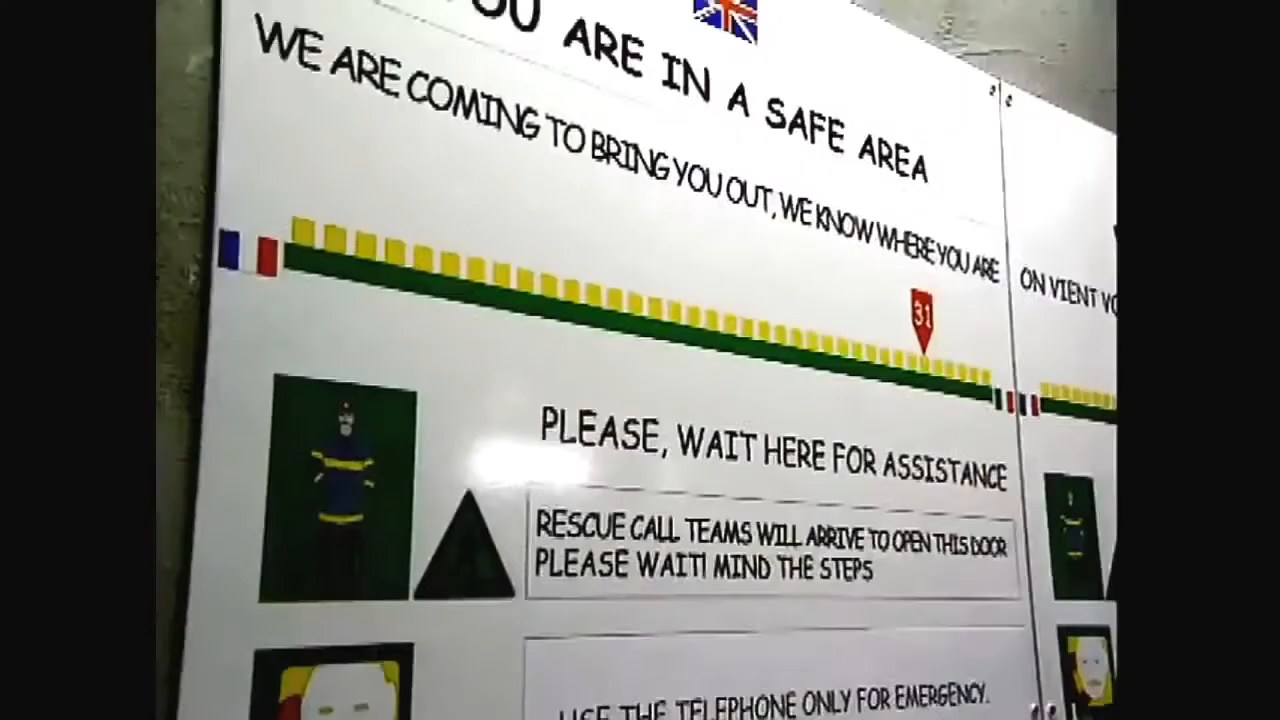 ARE IN A SAFE AREA
WE ARE COMING TO BRING YOU OUT, WE KNOW WHERE YOU ARE
31
PLEASE, WAIT HERE FOR ASSISTANCE
RESCUE CALL TEAMS WILL ARRIVE TO OPEN THIS DOOR
PLEASE WAIT! MIND THE STEPS
USE THE TELEPHONE ONLY FOR EMERGENCY.
ON VIENT